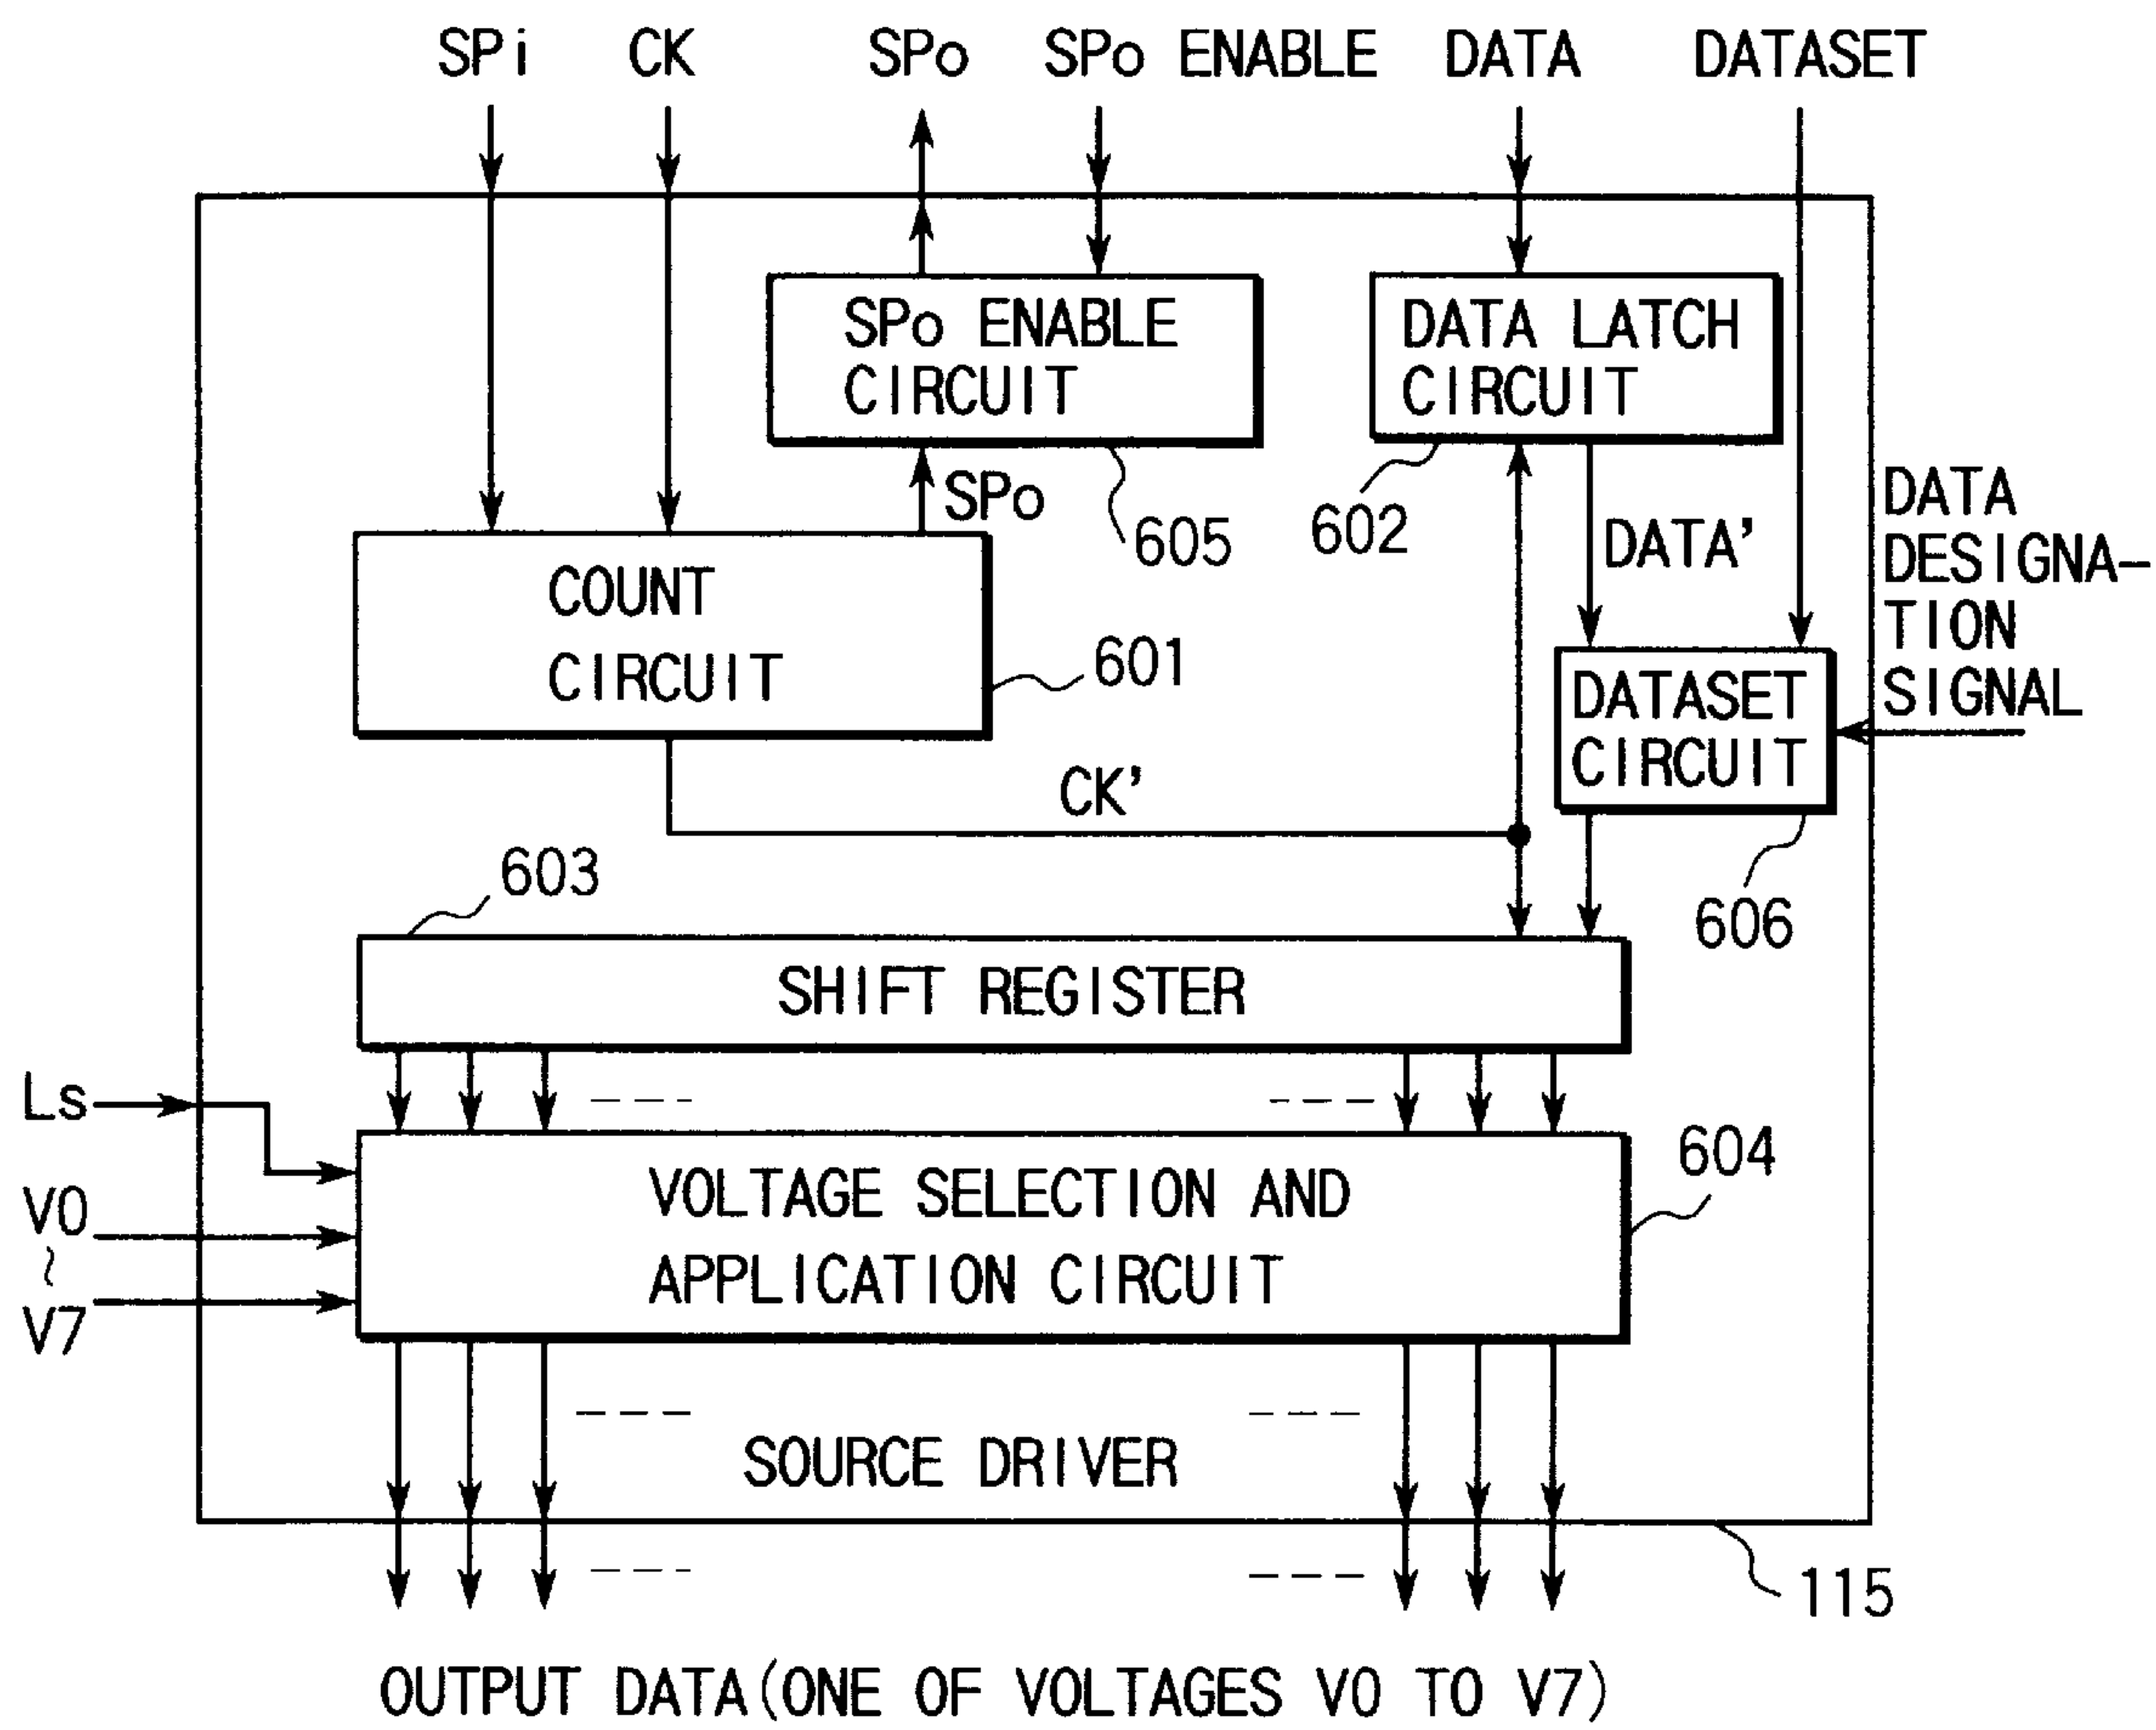 SPi CK SPo SPo ENABLE DATA DATASET
SPo ENABLE
CIRCUIT
DATA LATCH
CIRCUIT
SPo
605
602
DATA'
DATA
DESIGNA-
TION
SIGNAL
COUNT
CIRCUIT
601
DATASET
CIRCUIT
CK'
603
606
SHIFT REGISTER
Ls
604
V0
~
V7
VOLTAGE SELECTION AND
APPLICATION CIRCUIT
SOURCE DRIVER
115
OUTPUT DATA(ONE OF VOLTAGES V0 TO V7)